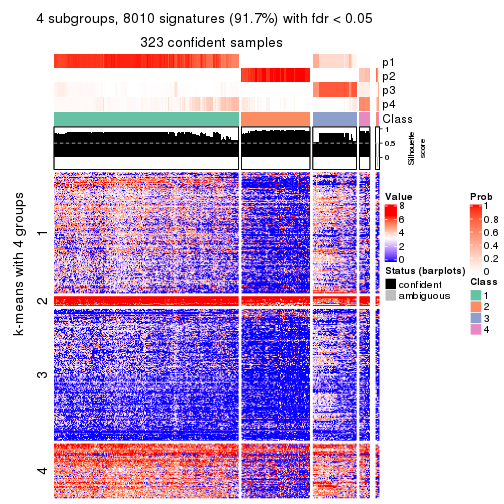 4 subgroups, 8010 signatures (91.7%) with fdr < 0.05
323 confident samples
p1
p2
p3
p4
Class
1
0.5
0
Silhouette
score
k-means with 4 groups
1
2
3
4
Value
8
6
4
2
0
Status (barplots)
confident
ambiguous
Prob
1
0.8
0.6
0.4
0.2
0
Class
1
2
3
4